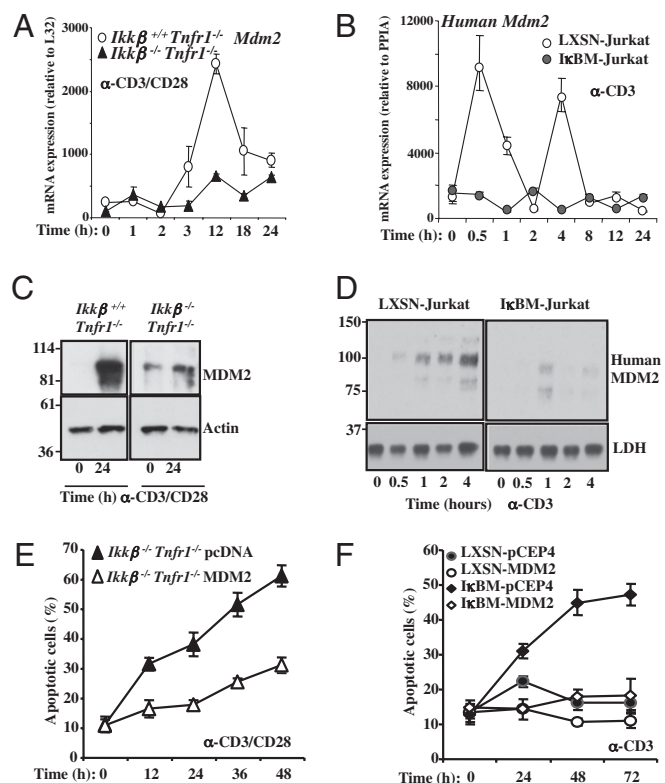 A
Ikkβ+/+Tnfr1-/- Mdm2
Ikkβ-/- Tnfr1-/-
α-CD3/CD28
mRNA expression (relative to L32)
3000
2500
2000
1500
1000
500
0
Time (h): 0 1 2 3 12 18 24
B
Human Mdm2
LXSN-Jurkat
IκBM-Jurkat
α-CD3
mRNA expression (relative to PPIA)
12000
9000
6000
3000
0
Time (h): 0 0.5 1 2 4 8 12 24
C
Ikkβ+/+ Ikkβ-/-
Tnfr1-/- Tnfr1-/-
114
81
MDM2
61
36
Actin
0 24 0 24
Time (h) α-CD3/CD28
D
LXSN-Jurkat IκBM-Jurkat
150
100
75
Human
MDM2
37
LDH
0 0.5 1 2 4 0 0.5 1 2 4
Time (hours) α-CD3
E
Ikkβ-/- Tnfr1-/- pcDNA
Ikkβ-/- Tnfr1-/- MDM2
Apoptotic cells (%)
70
60
50
40
30
20
10
0
α-CD3/CD28
Time (h): 0 12 24 36 48
F
LXSN-pCEP4
LXSN-MDM2
IκBM-pCEP4
IκBM-MDM2
Apoptotic cells (%)
60
50
40
30
20
10
0
α-CD3
Time (h): 0 24 48 72